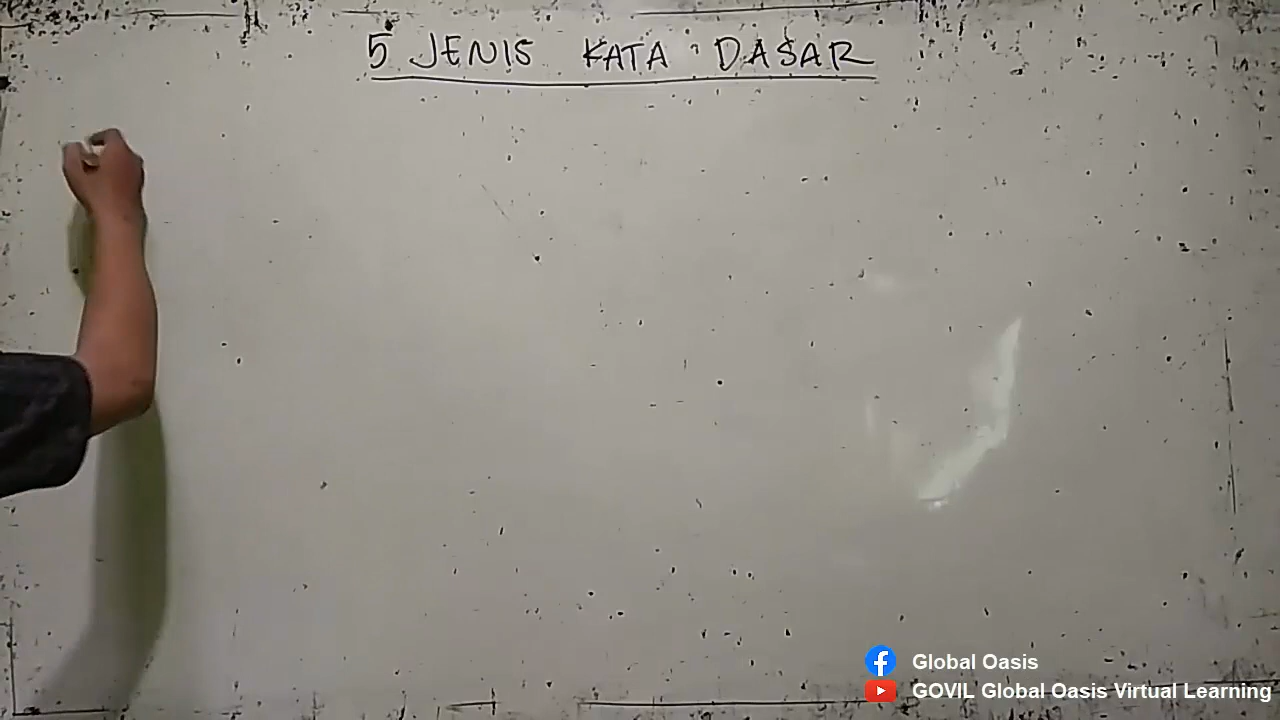 5 JENIS KATA DASAR
Global Oasis
GOVIL Global Oasis Virtual Learning